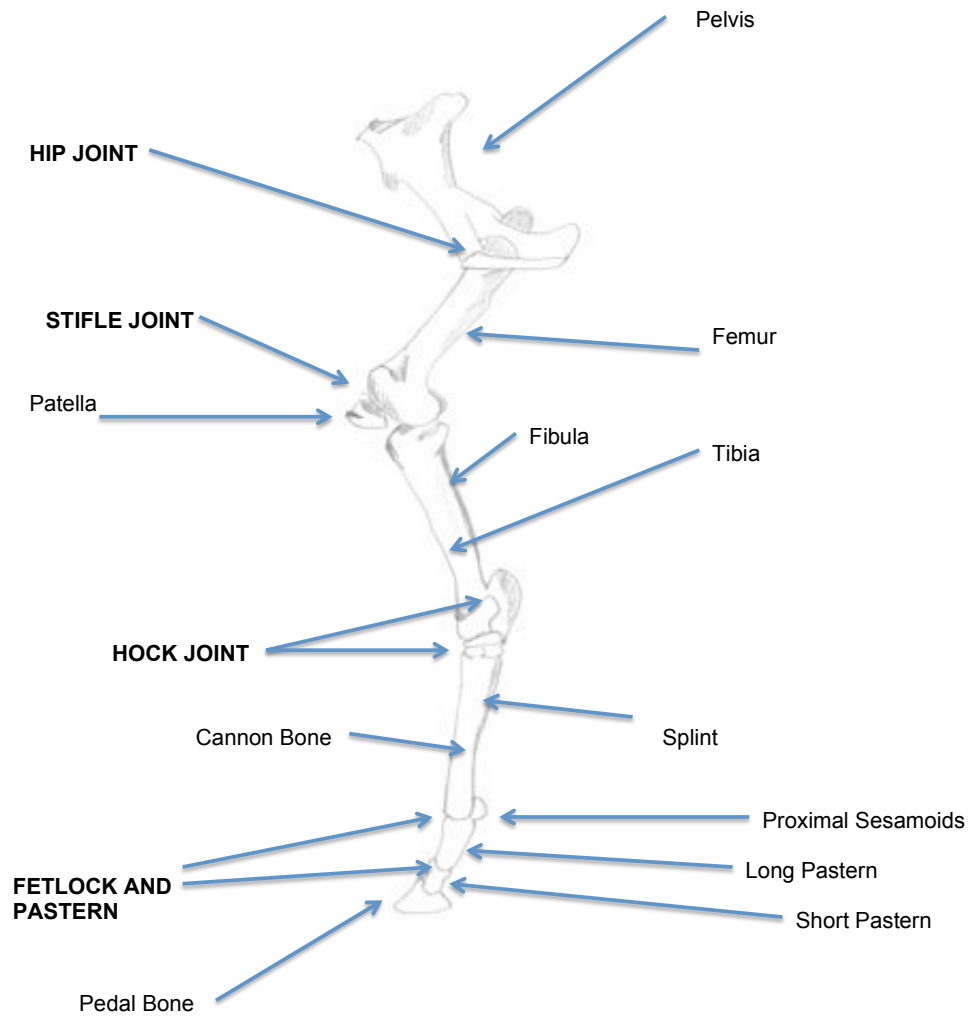 Pelvis
HIP JOINT
STIFLE JOINT
Femur
Patella
Fibula
Tibia
HOCK JOINT
Splint
Cannon Bone
Proximal Sesamoids
Long Pastern
FETLOCK AND
PASTERN
Short Pastern
Pedal Bone